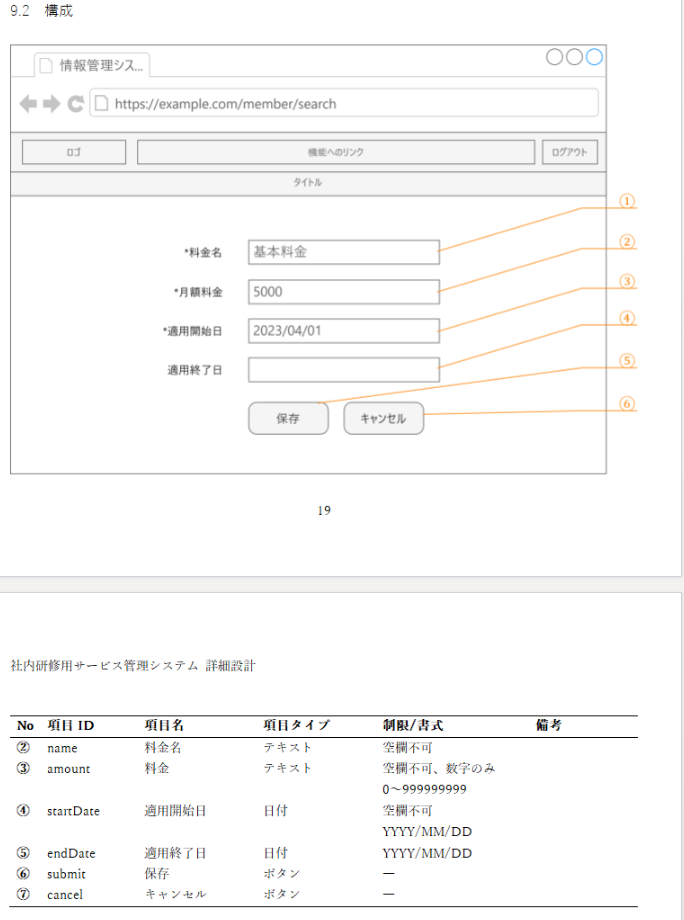 9.2 構成
情報管理シス...
https://example.com/member/search
ロゴ 機能へのリンク ログアウト
タイトル
①
*料金名 基本料金
②
*月額料金 5000
③
*適用開始日 2023/04/01
④
適用終了日
⑤
保存 キャンセル
⑥
19
社内研修用サービス管理システム 詳細設計
No 項目 ID 項目名 項目タイプ 制限/書式 備考
② name 料金名 テキスト 空欄不可
③ amount 料金 テキスト 空欄不可、数字のみ
0～999999999
④ startDate 適用開始日 日付 空欄不可
YYYY/MM/DD
⑤ endDate 適用終了日 日付 YYYY/MM/DD
⑥ submit 保存 ボタン ―
⑦ cancel キャンセル ボタン ―